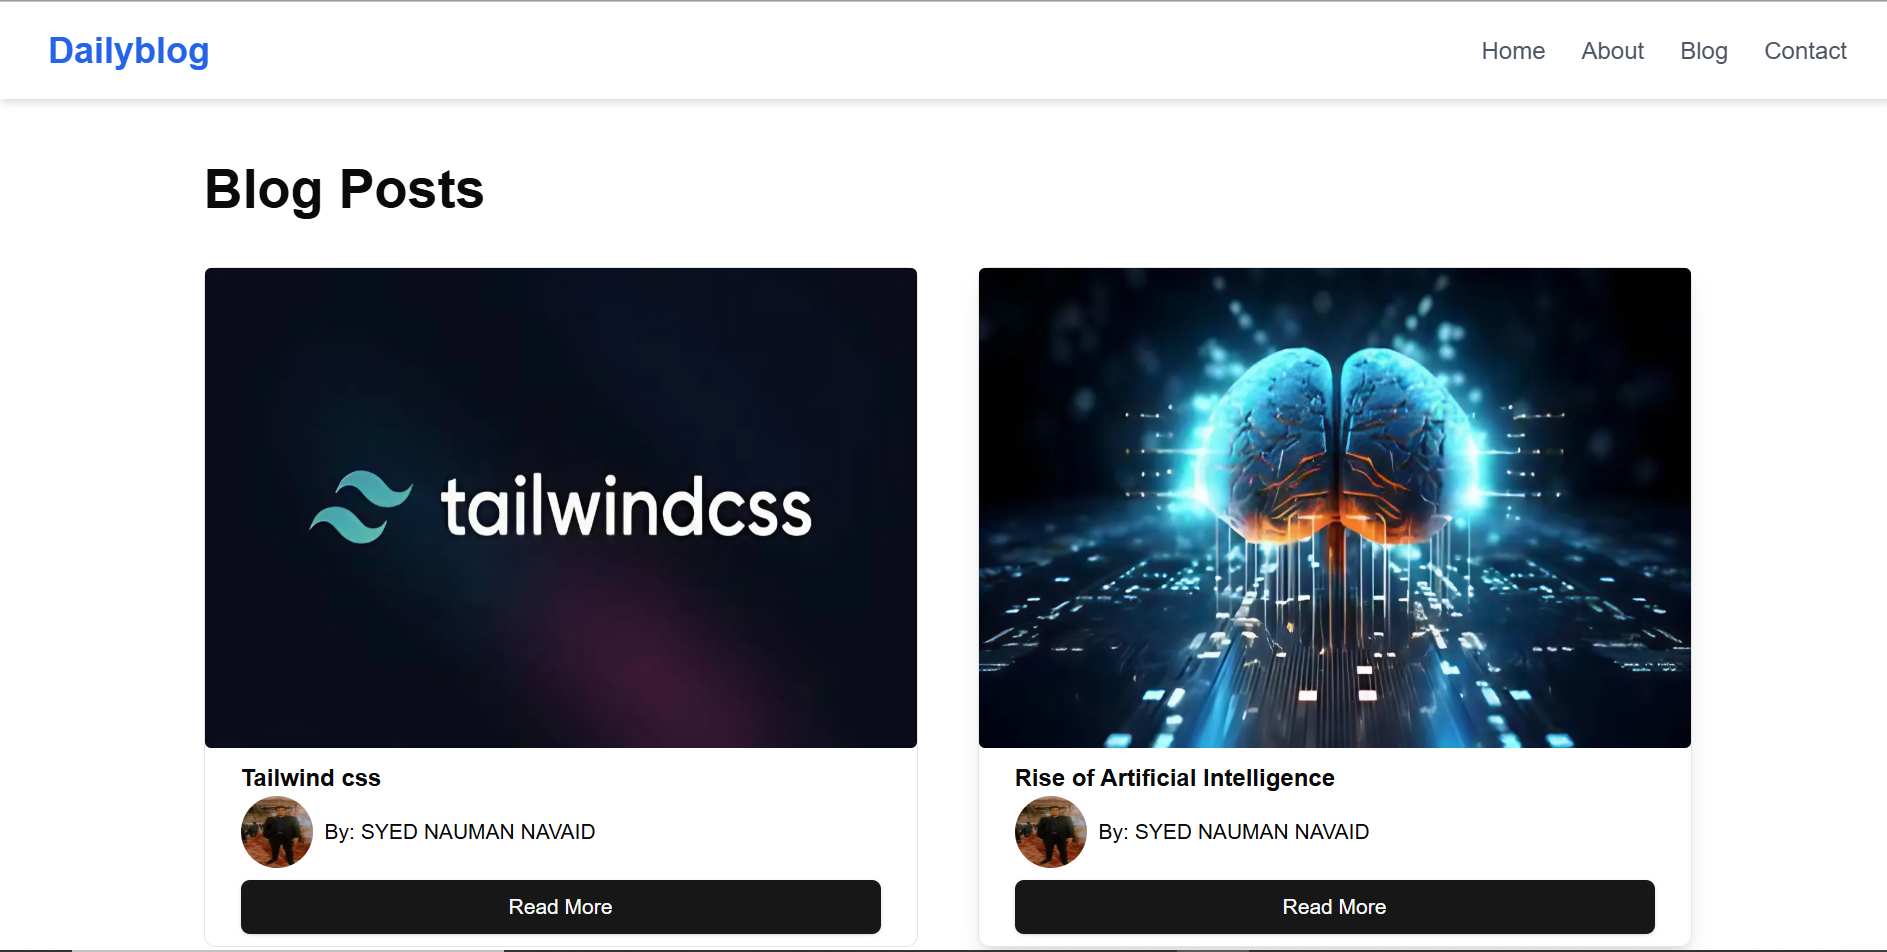 Dailyblog
Home About Blog Contact
Blog Posts
tailwindcss
Tailwind css
By: SYED NAUMAN NAVAID
Read More
Rise of Artificial Intelligence
By: SYED NAUMAN NAVAID
Read More